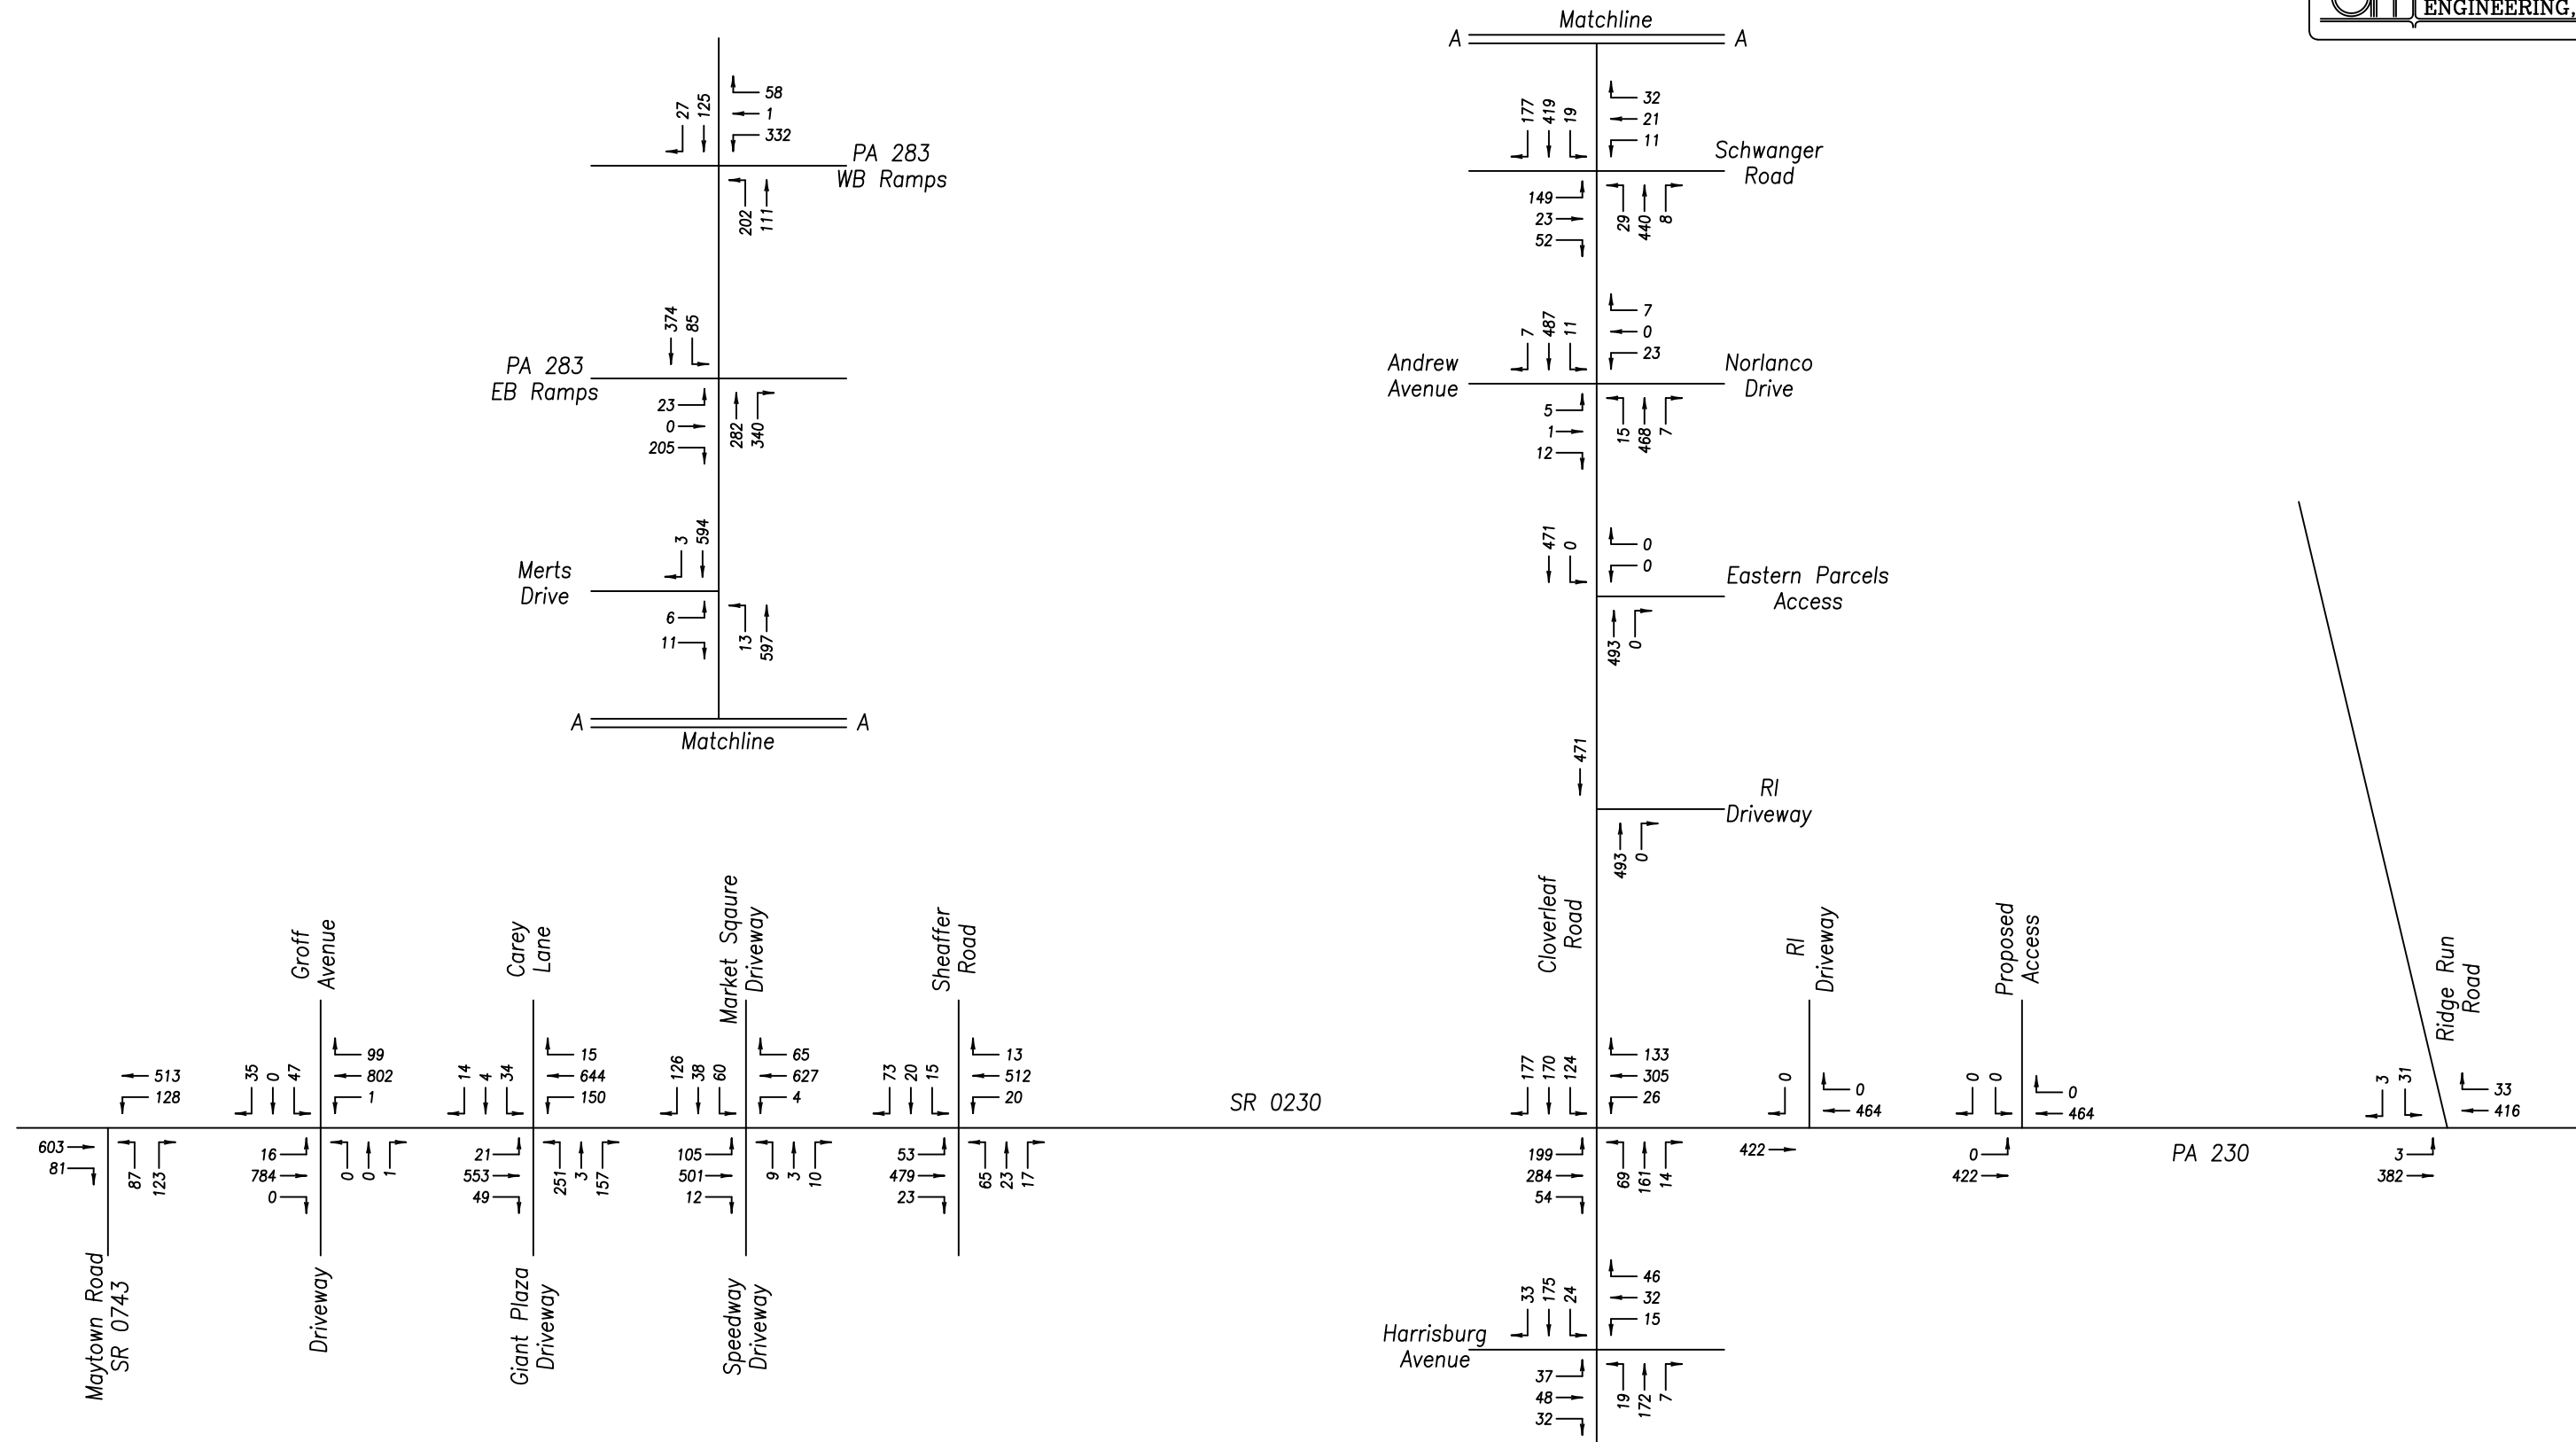 ENGINEERING,
Matchline
A A
58
1
332
27 125
PA 283
WB Ramps
202 111
374 85
PA 283
EB Ramps
23
0
205
282 340
3 594
Merts
Drive
6
11
13 597
A A
Matchline
177 419 19
32
21
11
Schwanger
Road
149
23
52
29 440 8
7 487 11
7
0
23
Andrew
Avenue
Norlanco
Drive
5
1
12
15 468 7
471 0
0
0
Eastern Parcels
Access
493 0
471
RI
Driveway
493 0
Cloverleaf
Road
513
128
603
81
87 123
Maytown Road
SR 0743
Groff
Avenue
35 0 47
99
802
1
16
784
0
0 0 1
Driveway
Carey
Lane
14 4 34
15
644
150
21
553
49
251 3 157
Giant Plaza
Driveway
Market Sqaure
Driveway
126 38 60
65
627
4
105
501
12
9 3 10
Speedway
Driveway
Sheaffer
Road
73 20 15
13
512
20
53
479
23
65 23 17
SR 0230
177 170 124
133
305
26
199
284
54
69 161 14
33 175 24
46
32
15
Harrisburg
Avenue
37
48
32
19 172 7
RI
Driveway
0
0
464
422
Proposed
Access
0 0
0
464
0
422
PA 230
Ridge Run
Road
3 31
33
416
3
382